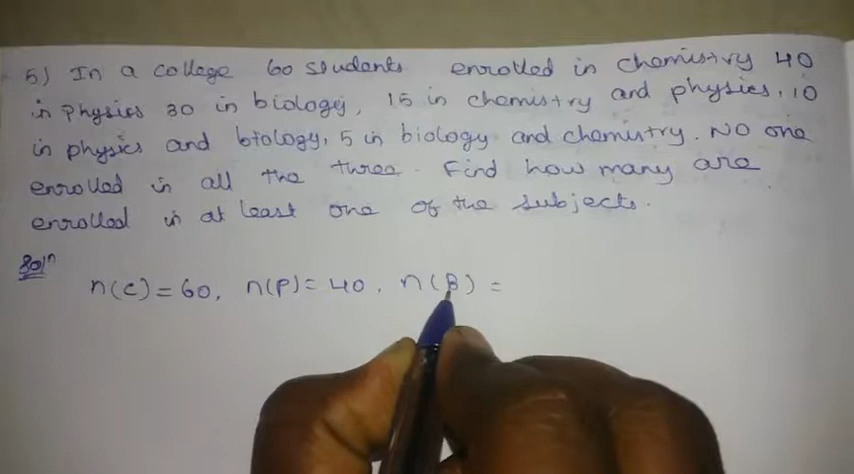 5) In a college 60 students enrolled in chemistry 40
in physics 30 in biology, 15 in chemistry and physics, 10
in physics and biology, 5 in biology and chemistry. No one
enrolled in all the three. Find how many are
enrolled in at least one of the subjects.
Soln
n(C) = 60, n(P) = 40, n(B) =